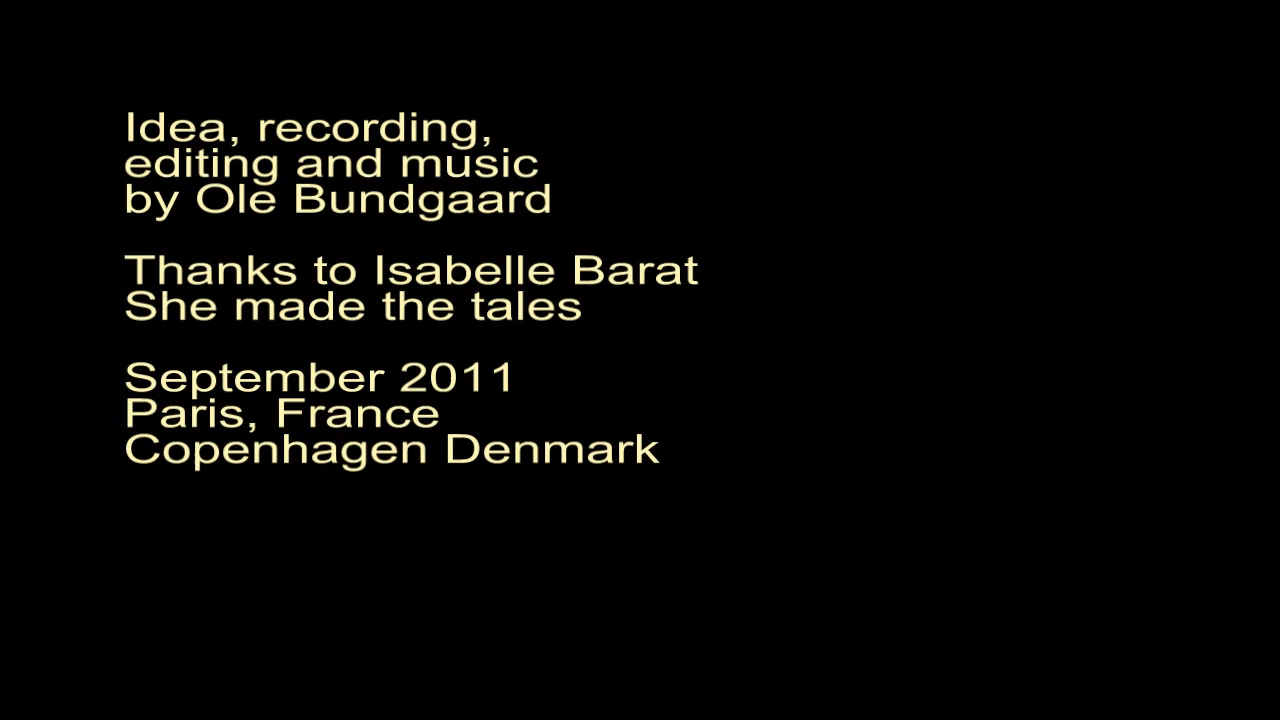 Idea, recording,
editing and music
by Ole Bundgaard
Thanks to Isabelle Barat
She made the tales
September 2011
Paris, France
Copenhagen Denmark